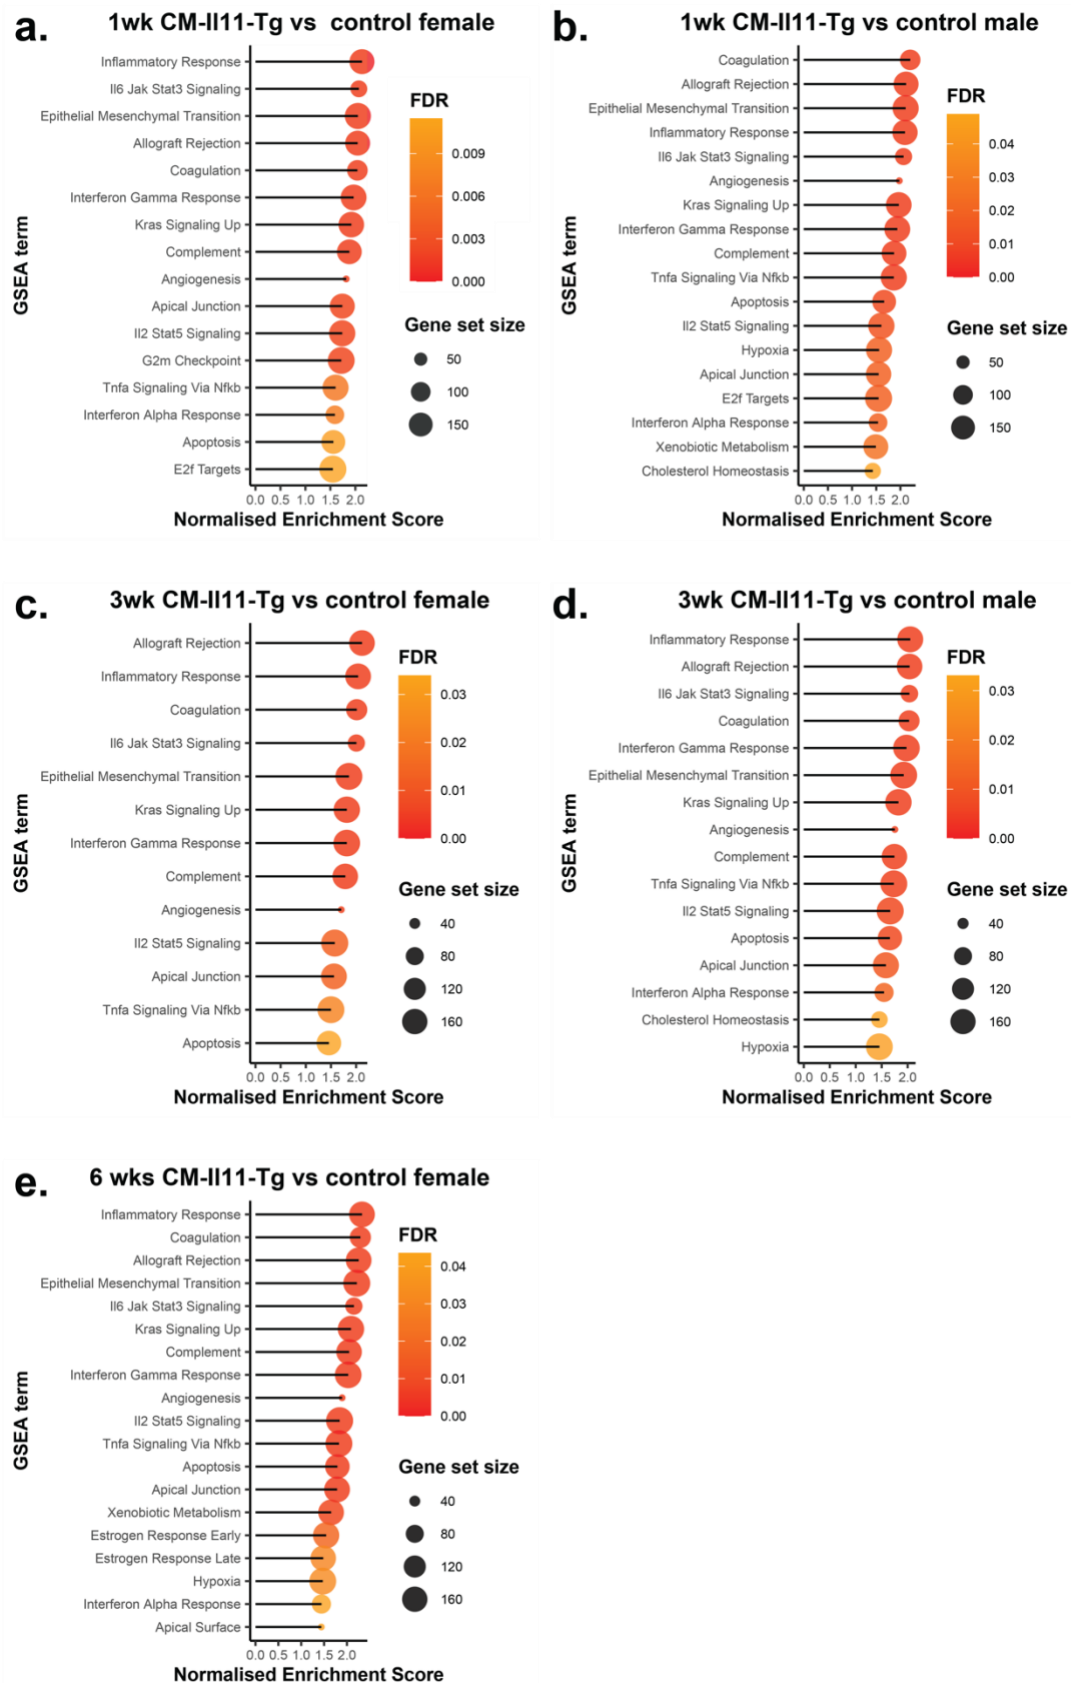 a.
1wk CM-Il11-Tg vs control female
GSEA term
Inflammatory Response
Il6 Jak Stat3 Signaling
Epithelial Mesenchymal Transition
Allograft Rejection
Coagulation
Interferon Gamma Response
Kras Signaling Up
Complement
Angiogenesis
Apical Junction
Il2 Stat5 Signaling
G2m Checkpoint
Tnfa Signaling Via Nfkb
Interferon Alpha Response
Apoptosis
E2f Targets
0.0 0.5 1.0 1.5 2.0
Normalised Enrichment Score
FDR
0.009
0.006
0.003
0.000
Gene set size
50
100
150
b.
1wk CM-Il11-Tg vs control male
GSEA term
Coagulation
Allograft Rejection
Epithelial Mesenchymal Transition
Inflammatory Response
Il6 Jak Stat3 Signaling
Angiogenesis
Kras Signaling Up
Interferon Gamma Response
Complement
Tnfa Signaling Via Nfkb
Apoptosis
Il2 Stat5 Signaling
Hypoxia
Apical Junction
E2f Targets
Interferon Alpha Response
Xenobiotic Metabolism
Cholesterol Homeostasis
0.0 0.5 1.0 1.5 2.0
Normalised Enrichment Score
FDR
0.04
0.03
0.02
0.01
0.00
Gene set size
50
100
150
c.
3wk CM-Il11-Tg vs control female
GSEA term
Allograft Rejection
Inflammatory Response
Coagulation
Il6 Jak Stat3 Signaling
Epithelial Mesenchymal Transition
Kras Signaling Up
Interferon Gamma Response
Complement
Angiogenesis
Il2 Stat5 Signaling
Apical Junction
Tnfa Signaling Via Nfkb
Apoptosis
0.0 0.5 1.0 1.5 2.0
Normalised Enrichment Score
FDR
0.03
0.02
0.01
0.00
Gene set size
40
80
120
160
d.
3wk CM-Il11-Tg vs control male
GSEA term
Inflammatory Response
Allograft Rejection
Il6 Jak Stat3 Signaling
Coagulation
Interferon Gamma Response
Epithelial Mesenchymal Transition
Kras Signaling Up
Angiogenesis
Complement
Tnfa Signaling Via Nfkb
Il2 Stat5 Signaling
Apoptosis
Apical Junction
Interferon Alpha Response
Cholesterol Homeostasis
Hypoxia
0.0 0.5 1.0 1.5 2.0
Normalised Enrichment Score
FDR
0.03
0.02
0.01
0.00
Gene set size
40
80
120
160
e.
6 wks CM-Il11-Tg vs control female
GSEA term
Inflammatory Response
Coagulation
Allograft Rejection
Epithelial Mesenchymal Transition
Il6 Jak Stat3 Signaling
Kras Signaling Up
Complement
Interferon Gamma Response
Angiogenesis
Il2 Stat5 Signaling
Tnfa Signaling Via Nfkb
Apoptosis
Apical Junction
Xenobiotic Metabolism
Estrogen Response Early
Estrogen Response Late
Hypoxia
Interferon Alpha Response
Apical Surface
0.0 0.5 1.0 1.5 2.0
Normalised Enrichment Score
FDR
0.04
0.03
0.02
0.01
0.00
Gene set size
40
80
120
160